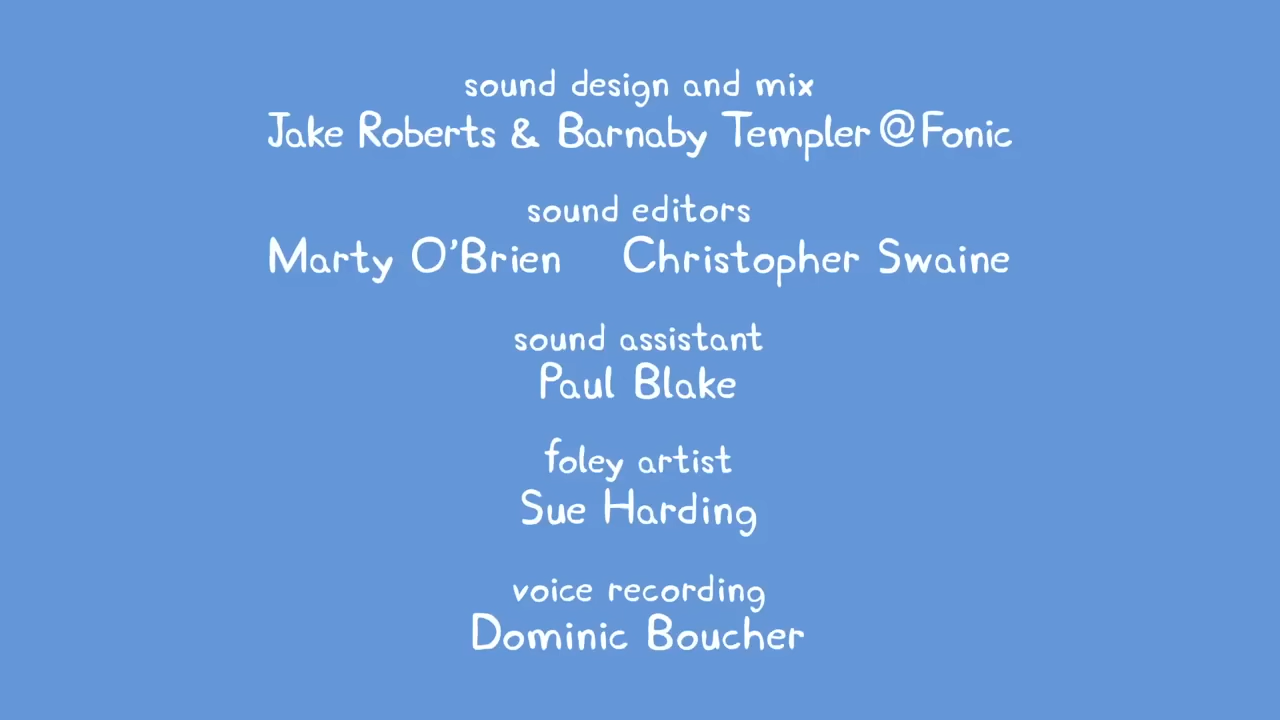 sound design and mix
Jake Roberts & Barnaby Templer @ Fonic
sound editors
Marty O'Brien Christopher Swaine
sound assistant
Paul Blake
foley artist
Sue Harding
voice recording
Dominic Boucher